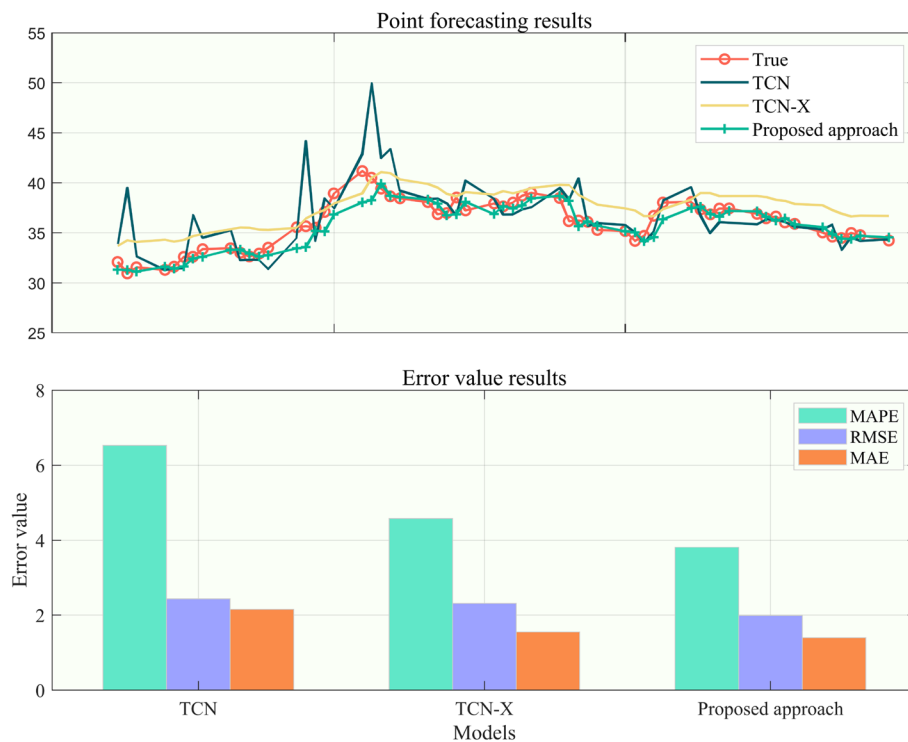 Point forecasting results
55
50
45
40
35
30
25
True
TCN
TCN-X
Proposed approach
Error value results
8
6
4
2
0
Error value
MAPE
RMSE
MAE
TCN
TCN-X
Proposed approach
Models